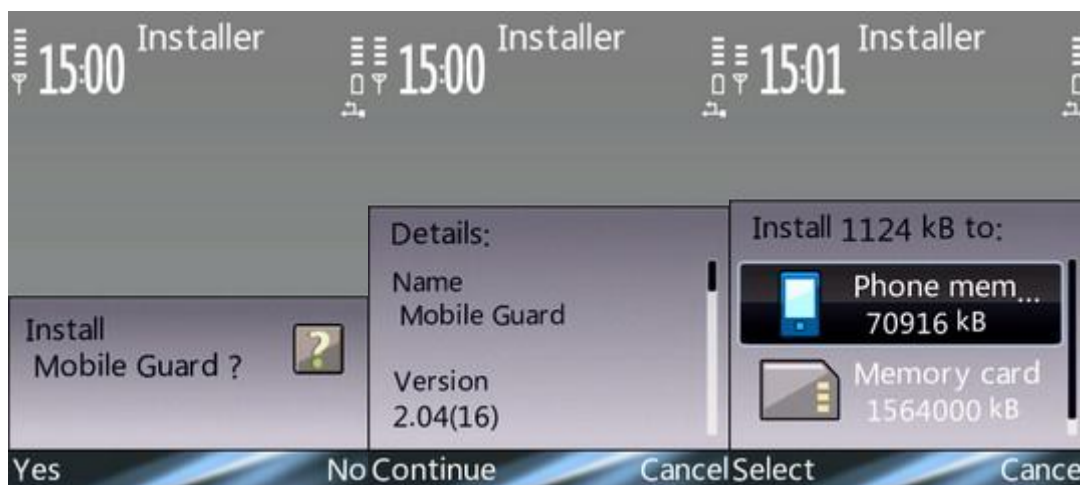 15:00 Installer
Install
Mobile Guard ?
Yes No
15:00 Installer
Details:
Name
Mobile Guard
Version
2.04(16)
Continue Cancel
15:01 Installer
Install 1124 kB to:
Phone mem...
70916 kB
Memory card
1564000 kB
Select Cance